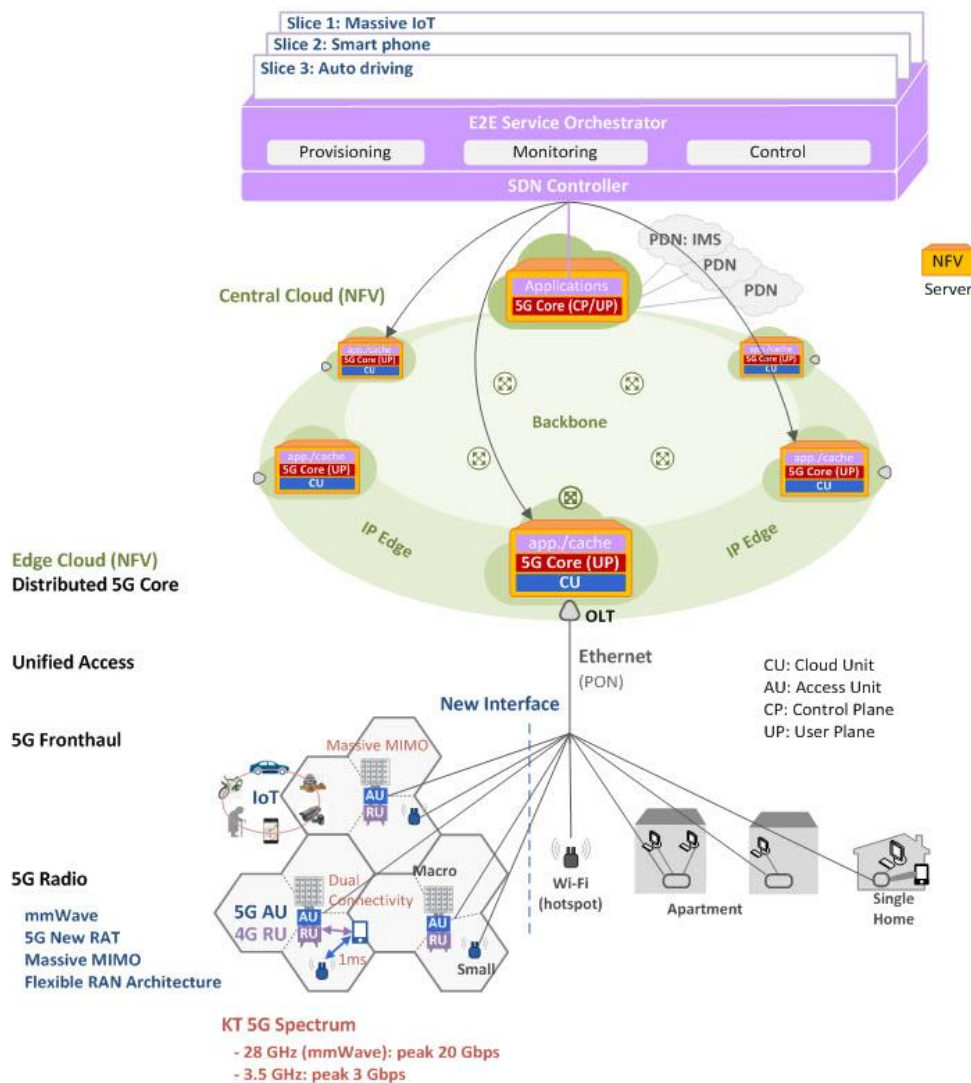 Slice 1: Massive IoT
Slice 2: Smart phone
Slice 3: Auto driving
E2E Service Orchestrator
Provisioning
Monitoring
Control
SDN Controller
PDN: IMS
PDN
PDN
NFV
Server
Central Cloud (NFV)
Applications
5G Core (CP/UP)
app./cache
5G Core (UP)
CU
app./cache
5G Core (UP)
CU
Backbone
app./cache
5G Core (UP)
CU
app./cache
5G Core (UP)
CU
IP Edge
IP Edge
app./cache
5G Core (UP)
CU
Edge Cloud (NFV)
Distributed 5G Core
OLT
Unified Access
Ethernet
(PON)
CU: Cloud Unit
AU: Access Unit
CP: Control Plane
UP: User Plane
New Interface
5G Fronthaul
Massive MIMO
IoT
AU
RU
Macro
5G Radio
Dual
Connectivity
mmWave
5G New RAT
Massive MIMO
Flexible RAN Architecture
5G AU
4G RU
AU
RU
AU
RU
1ms
Small
Wi-Fi
(hotspot)
Apartment
Single
Home
KT 5G Spectrum
- 28 GHz (mmWave): peak 20 Gbps
- 3.5 GHz: peak 3 Gbps